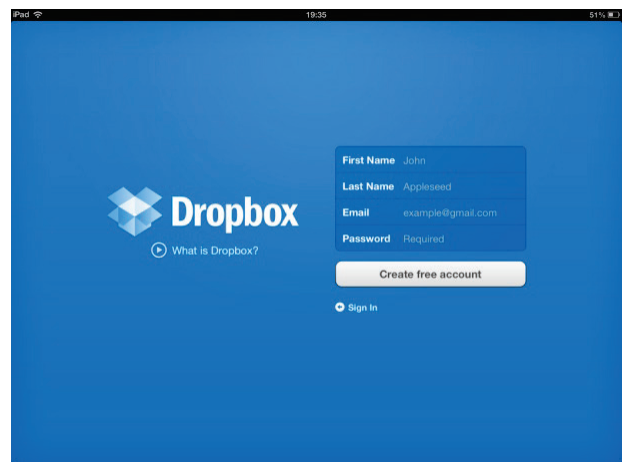 iPad 19:35 51%
First Name John
Last Name Appleseed
Email example@gmail.com
Password Required
Dropbox
What is Dropbox?
Create free account
Sign In